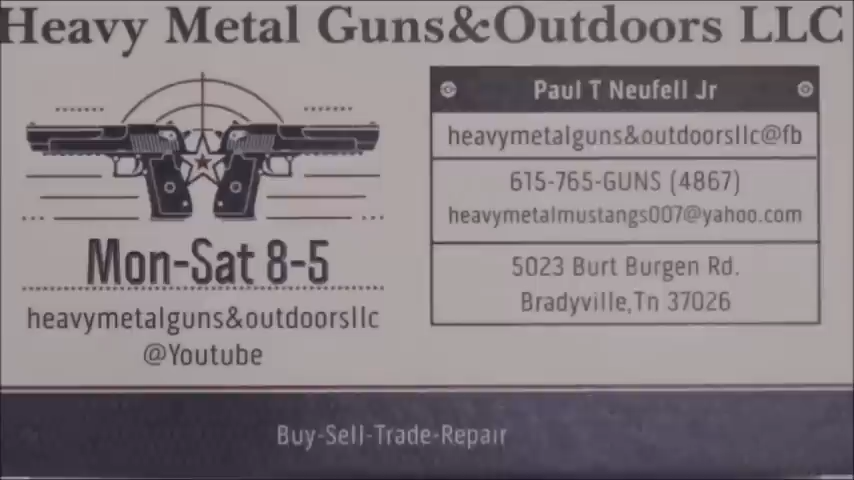 Heavy Metal Guns&Outdoors LLC
Mon-Sat 8-5
heavymetalguns&outdoorsllc
@Youtube
Paul T Neufell Jr
heavymetalguns&outdoorsllc@fb
615-765-GUNS (4867)
heavymetalmustangs007@yahoo.com
5023 Burt Burgen Rd.
Bradyville,Tn 37026
Buy-Sell-Trade-Repair